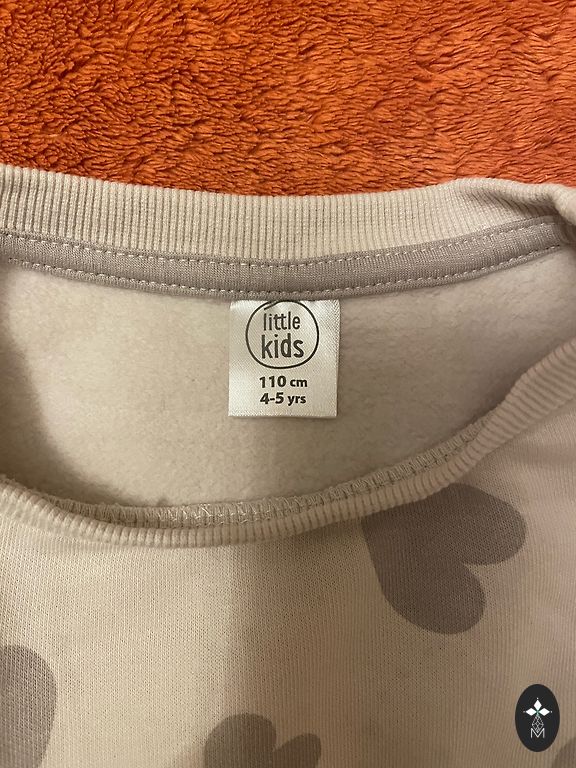 little
kids
110 cm
4-5 yrs
M